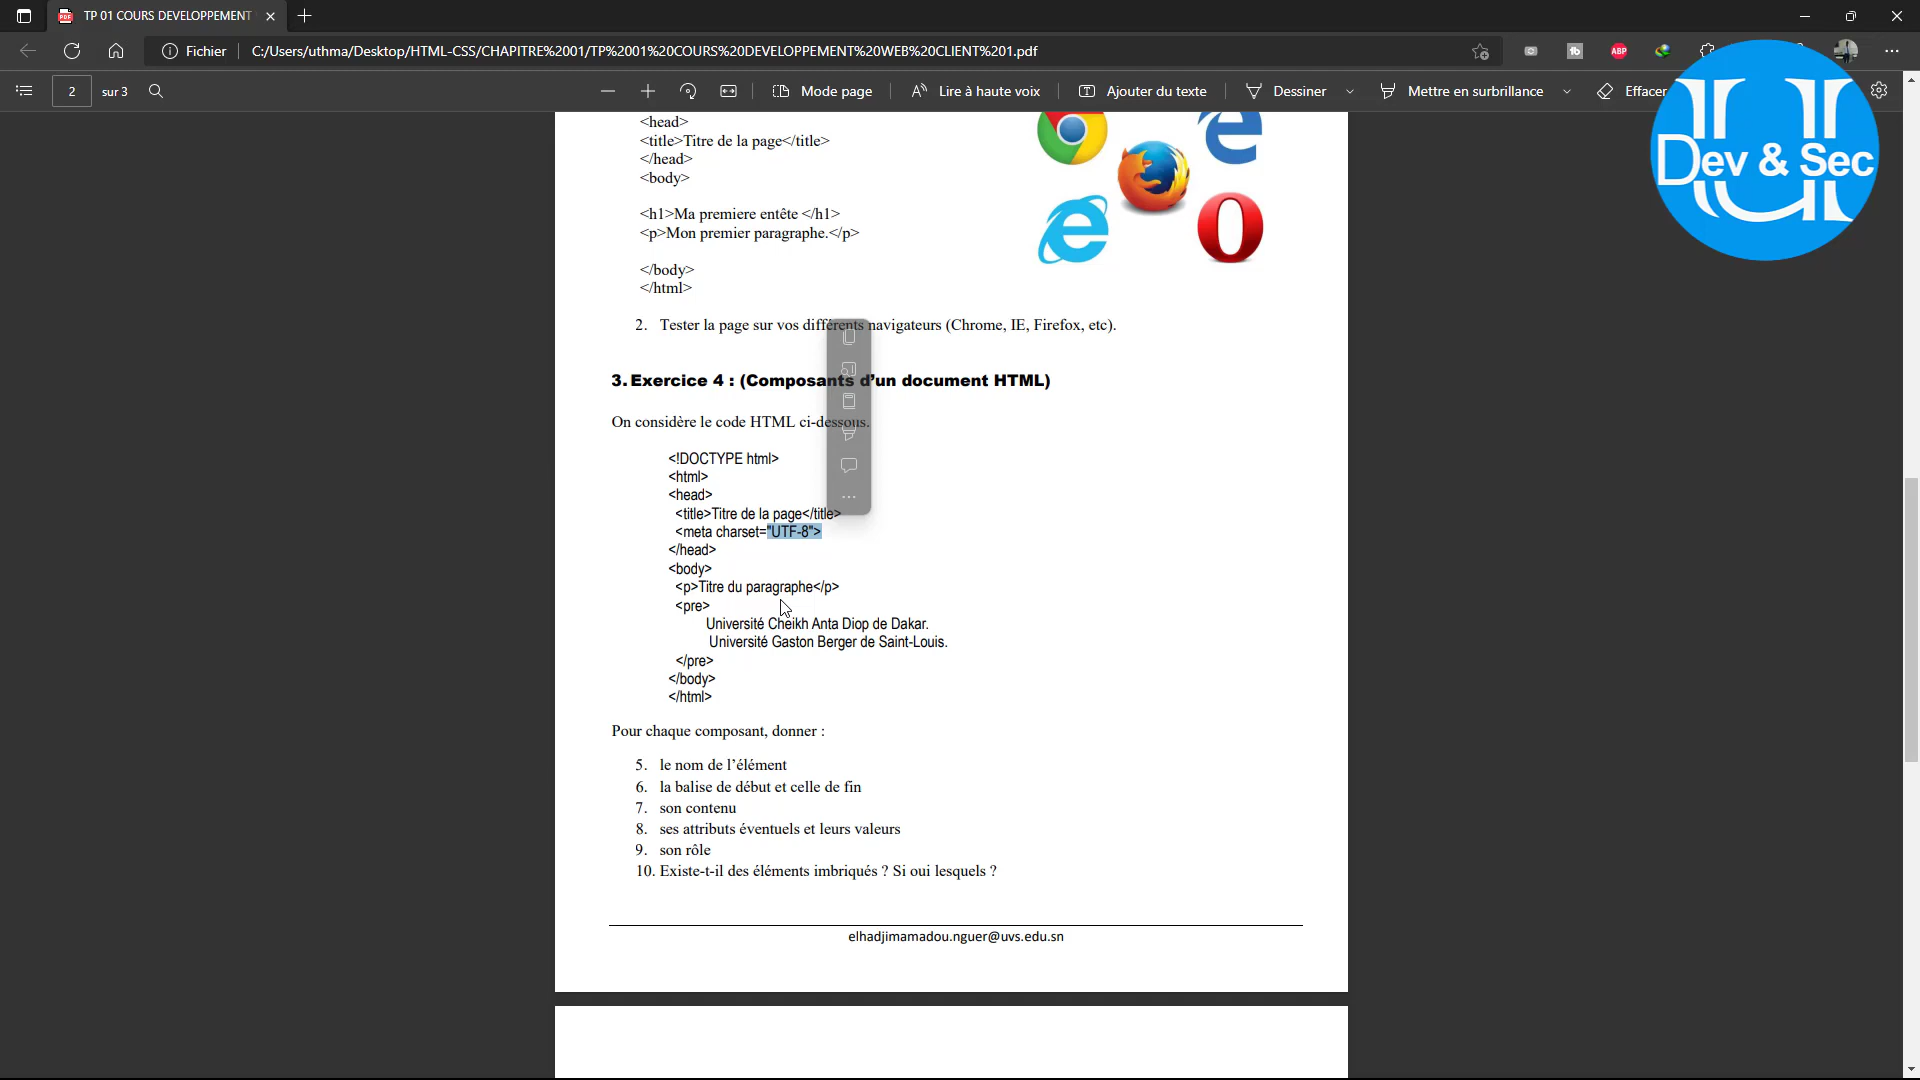 TP 01 COURS DEVELOPPEMENT
Fichier
C:/Users/uthma/Desktop/HTML-CSS/CHAPITRE%2001/TP%2001%20COURS%20DEVELOPPEMENT%20WEB%20CLIENT%201.pdf
ABP
2 sur 3
Mode page
Lire à haute voix
Ajouter du texte
Dessiner
Mettre en surbrillance
Effacer
Dev & Sec
<head>
<title>Titre de la page</title>
</head>
<body>
<h1>Ma premiere entête </h1>
<p>Mon premier paragraphe.</p>
</body>
</html>
2. Tester la page sur vos différents navigateurs (Chrome, IE, Firefox, etc).
3. Exercice 4 : (Composants d’un document HTML)
On considère le code HTML ci-dessous.
<!DOCTYPE html>
<html>
<head>
<title>Titre de la page</title>
<meta charset="UTF-8">
</head>
<body>
<p>Titre du paragraphe</p>
<pre>
Université Cheikh Anta Diop de Dakar.
Université Gaston Berger de Saint-Louis.
</pre>
</body>
</html>
Pour chaque composant, donner :
5. le nom de l’élément
6. la balise de début et celle de fin
7. son contenu
8. ses attributs éventuels et leurs valeurs
9. son rôle
10. Existe-t-il des éléments imbriqués ? Si oui lesquels ?
elhadjimamadou.nguer@uvs.edu.sn